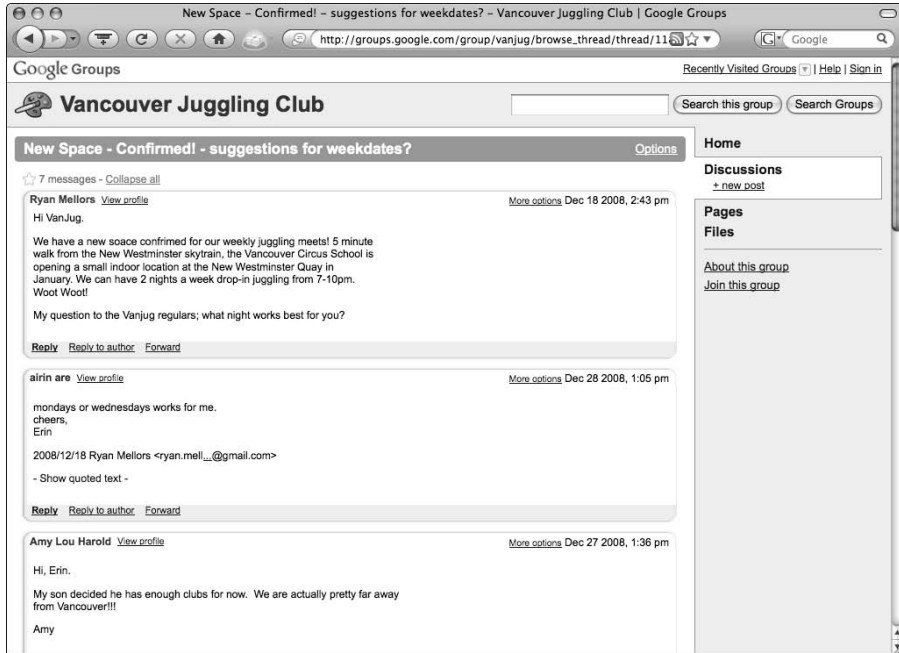 New Space – Confirmed! – suggestions for weekdates? – Vancouver Juggling Club | Google Groups
http://groups.google.com/group/vanjug/browse_thread/thread/11
G Google
Google Groups
Recently Visited Groups | Help | Sign in
Vancouver Juggling Club
Search this group Search Groups
New Space - Confirmed! - suggestions for weekdates? Options
7 messages - Collapse all
Ryan Mellors View profile More options Dec 18 2008, 2:43 pm
Hi VanJug.
We have a new soace confrimed for our weekly juggling meets! 5 minute
walk from the New Westminster skytrain, the Vancouver Circus School is
opening a small indoor location at the New Westminster Quay in
January. We can have 2 nights a week drop-in juggling from 7-10pm.
Woot Woot!
My question to the Vanjug regulars; what night works best for you?
Reply Reply to author Forward
airin are View profile More options Dec 28 2008, 1:05 pm
mondays or wednesdays works for me.
cheers,
Erin
2008/12/18 Ryan Mellors <ryan.mell...@gmail.com>
- Show quoted text -
Reply Reply to author Forward
Amy Lou Harold View profile More options Dec 27 2008, 1:36 pm
Hi, Erin.
My son decided he has enough clubs for now. We are actually pretty far away
from Vancouver!!!
Amy
Home
Discussions
+ new post
Pages
Files
About this group
Join this group